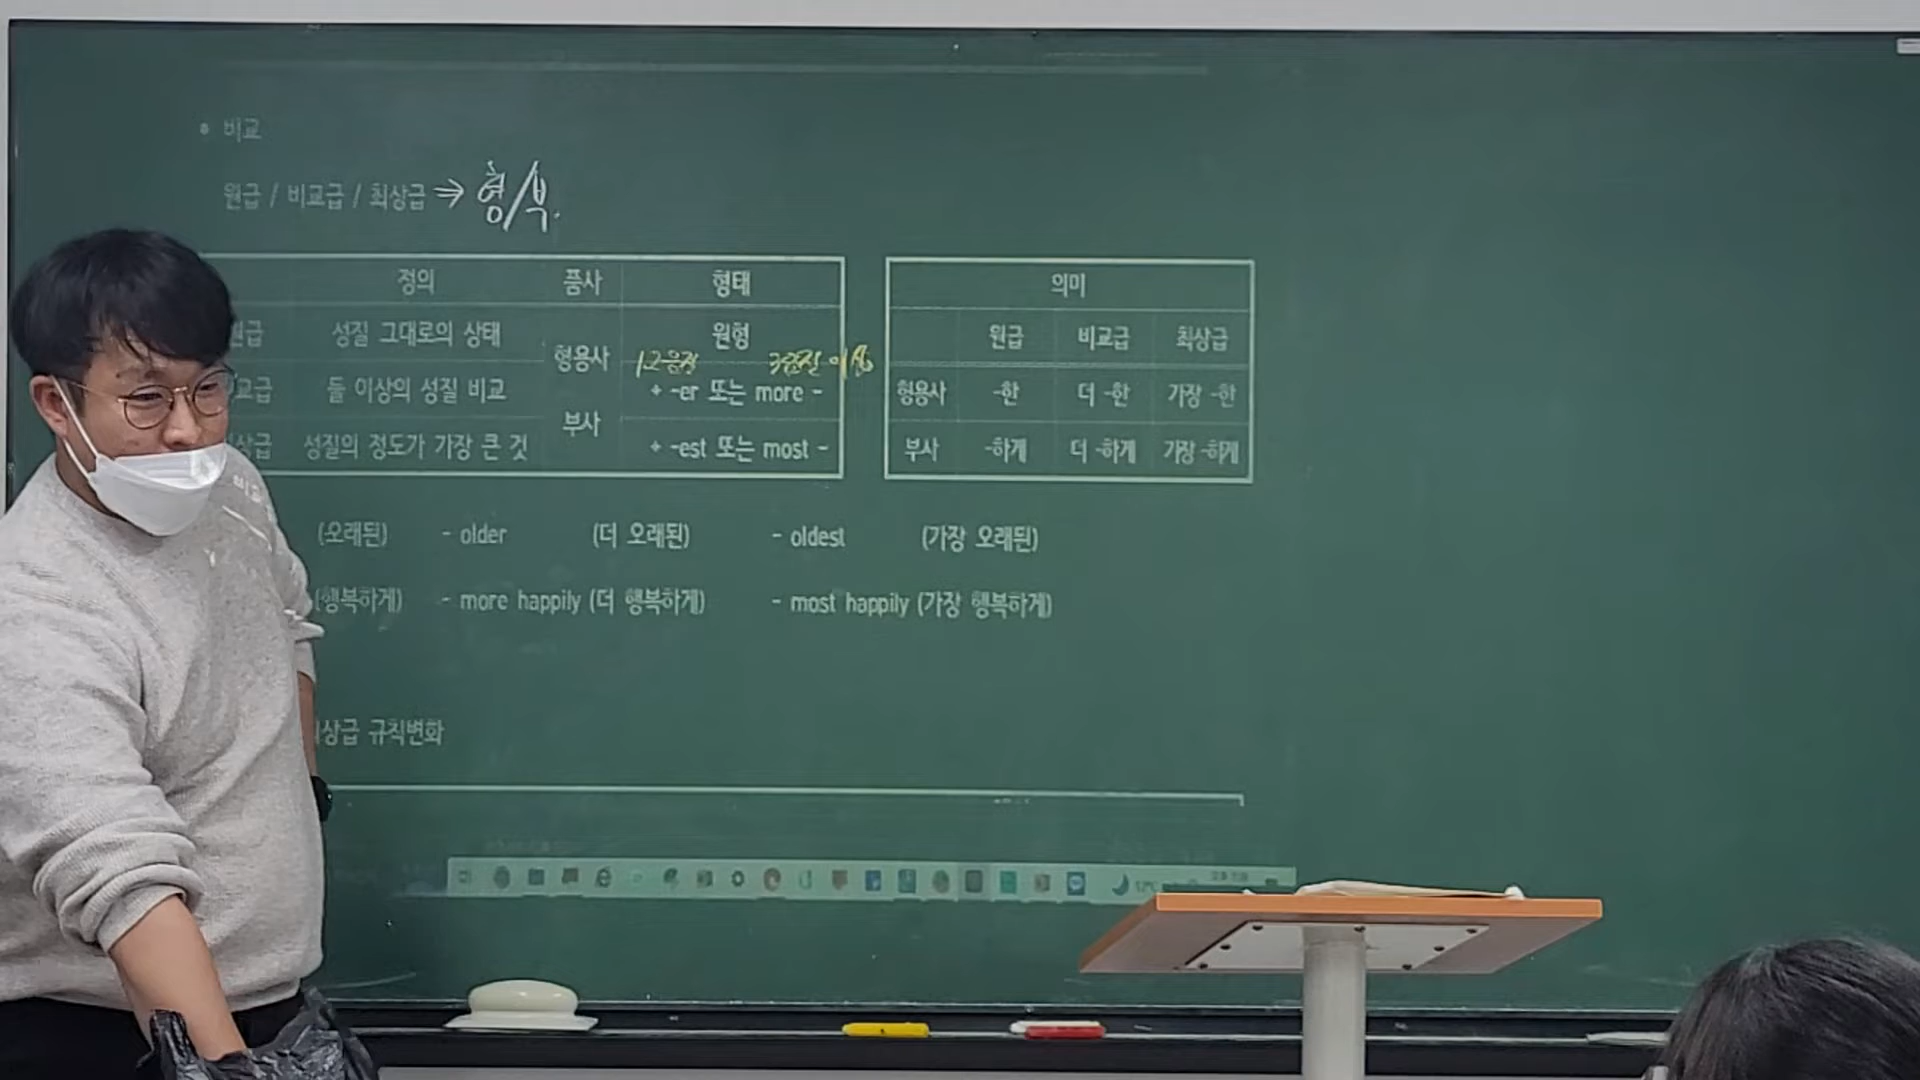 • 비교
원급 / 비교급 / 최상급 → 형/부.
정의 품사 형태
원급 성질 그대로의 상태 형용사 원형
1,2음절 3음절 이상
교급 둘 이상의 성질 비교 부사 + -er 또는 more -
상급 성질의 정도가 가장 큰 것 + -est 또는 most -
의미
원급 비교급 최상급
형용사 -한 더 -한 가장 -한
부사 -하게 더 -하게 가장 -하게
(오래된) - older (더 오래된) - oldest (가장 오래된)
(행복하게) - more happily (더 행복하게) - most happily (가장 행복하게)
상급 규칙변화